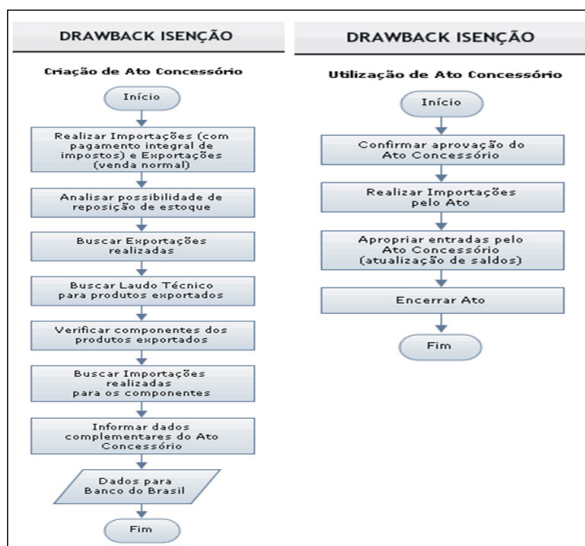 DRAWBACK ISENÇÃO
Criação de Ato Concessório
Início
Realizar Importações (com
pagamento integral de
impostos) e Exportações
(venda normal)
Analisar possibilidade de
reposição de estoque
Buscar Exportações
realizadas
Buscar Laudo Técnico
para produtos exportados
Verificar componentes dos
produtos exportados
Buscar Importações
realizadas
para os componentes
Informar dados
complementares do Ato
Concessório
Dados para
Banco do Brasil
Fim
DRAWBACK ISENÇÃO
Utilização de Ato Concessório
Início
Confirmar aprovação do
Ato Concessório
Realizar Importações
pelo Ato
Apropriar entradas pelo
Ato Concessório
(atualização de saldos)
Encerrar Ato
Fim